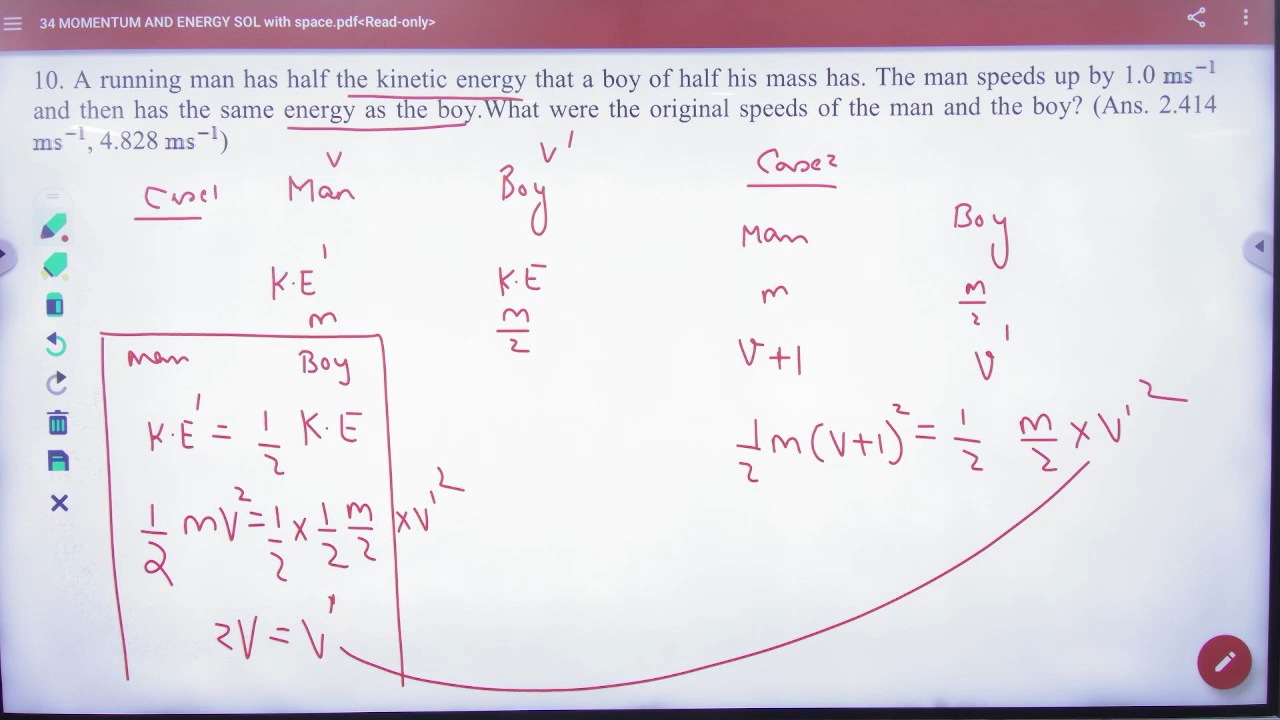 34 MOMENTUM AND ENERGY SOL with space.pdf<Read-only>
10. A running man has half the kinetic energy that a boy of half his mass has. The man speeds up by 1.0 ms⁻¹
and then has the same energy as the boy.What were the original speeds of the man and the boy? (Ans. 2.414
ms⁻¹, 4.828 ms⁻¹)
Case1
V
Man
V'
Boy
K.E'
K.E
m
m/2
Man Boy
K.E' = 1/2 K.E
1/2 mV² = 1/2 × 1/2 m/2 × V'²
2V = V'
Case2
Man Boy
m m/2
V+1 V'
1/2 m(V+1)² = 1/2 m/2 × V'²